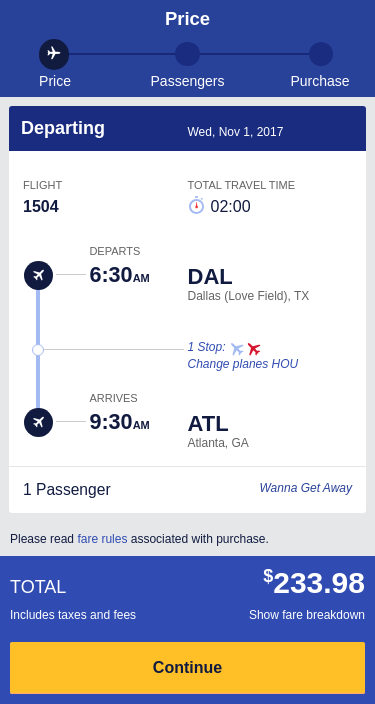 Price
Price Passengers Purchase
Departing Wed, Nov 1, 2017
FLIGHT TOTAL TRAVEL TIME
1504 02:00
DEPARTS
6:30AM DAL
Dallas (Love Field), TX
1 Stop:
Change planes HOU
ARRIVES
9:30AM ATL
Atlanta, GA
1 Passenger Wanna Get Away
Please read fare rules associated with purchase.
TOTAL $233.98
Includes taxes and fees Show fare breakdown
Continue